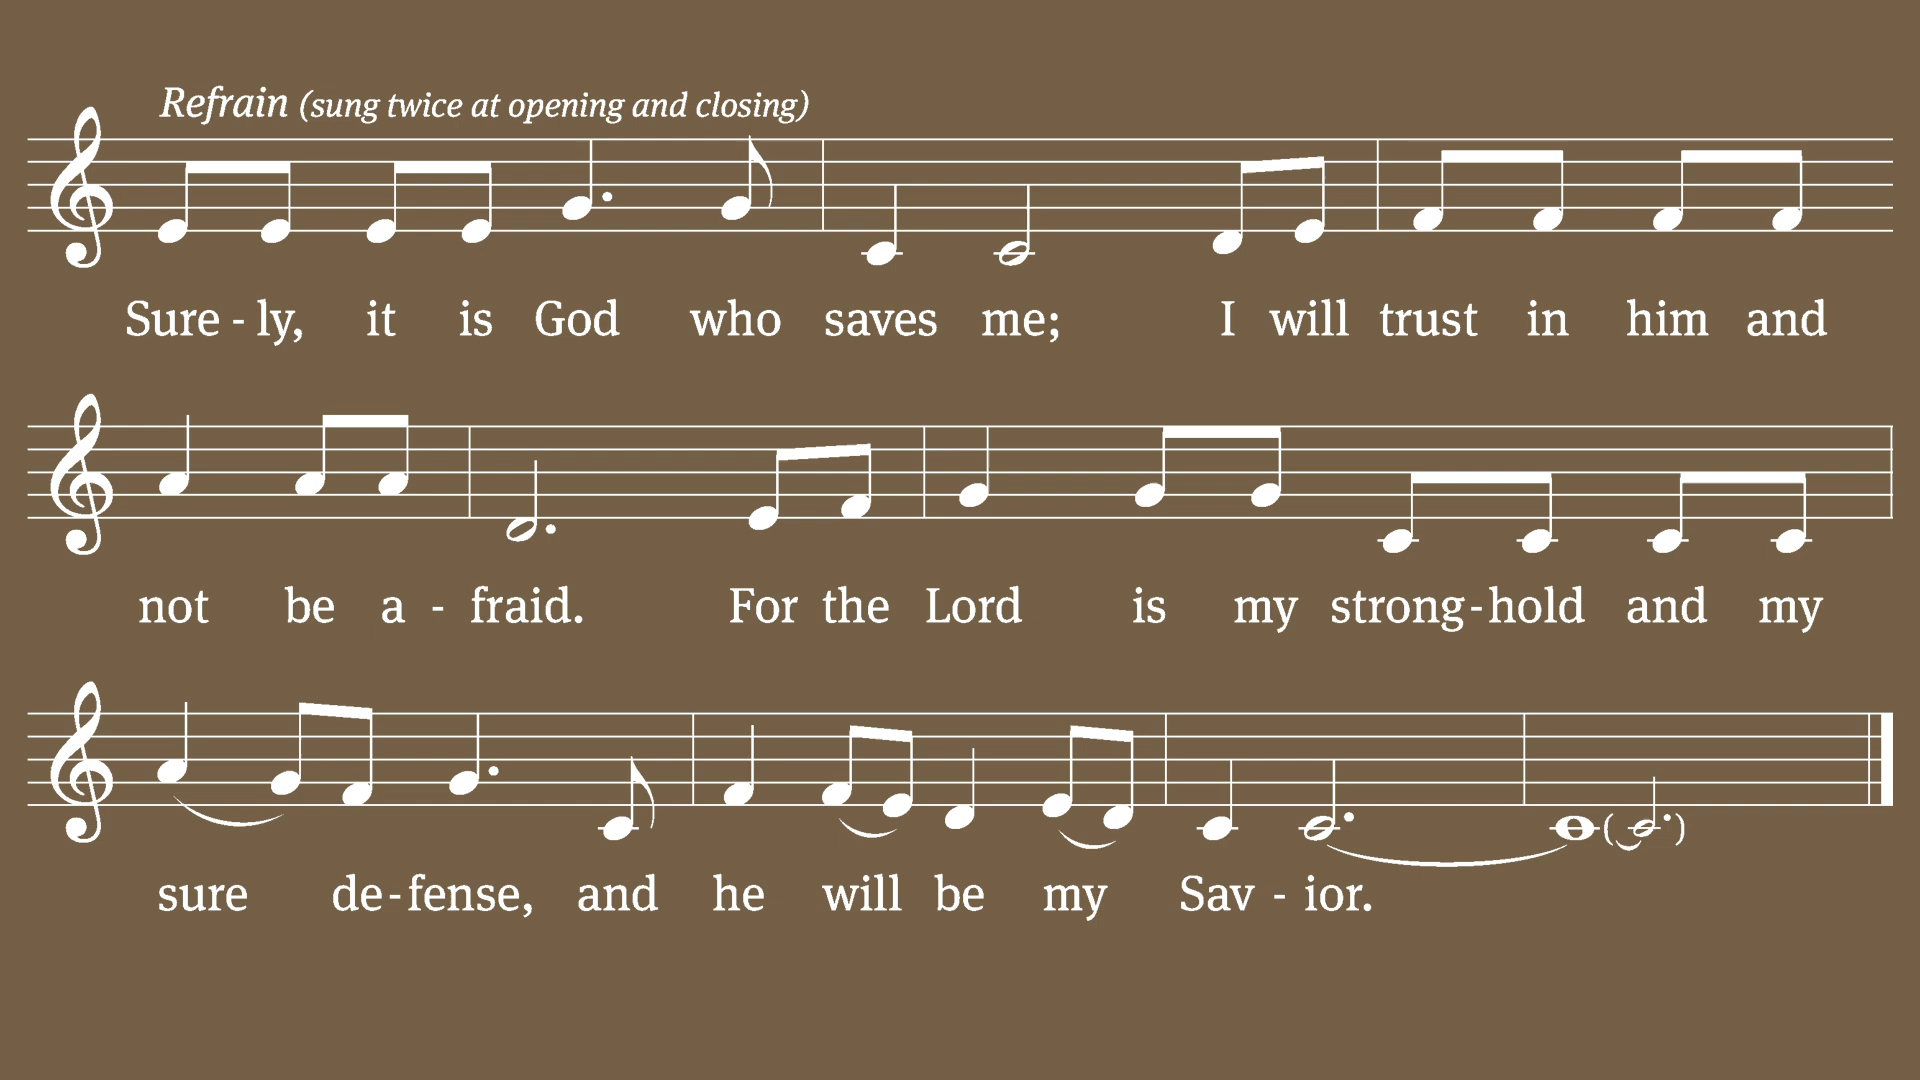 Refrain (sung twice at opening and closing)
Sure - ly, it is God who saves me; I will trust in him and
not be a - fraid. For the Lord is my strong - hold and my
sure de - fense, and he will be my Sav - ior.